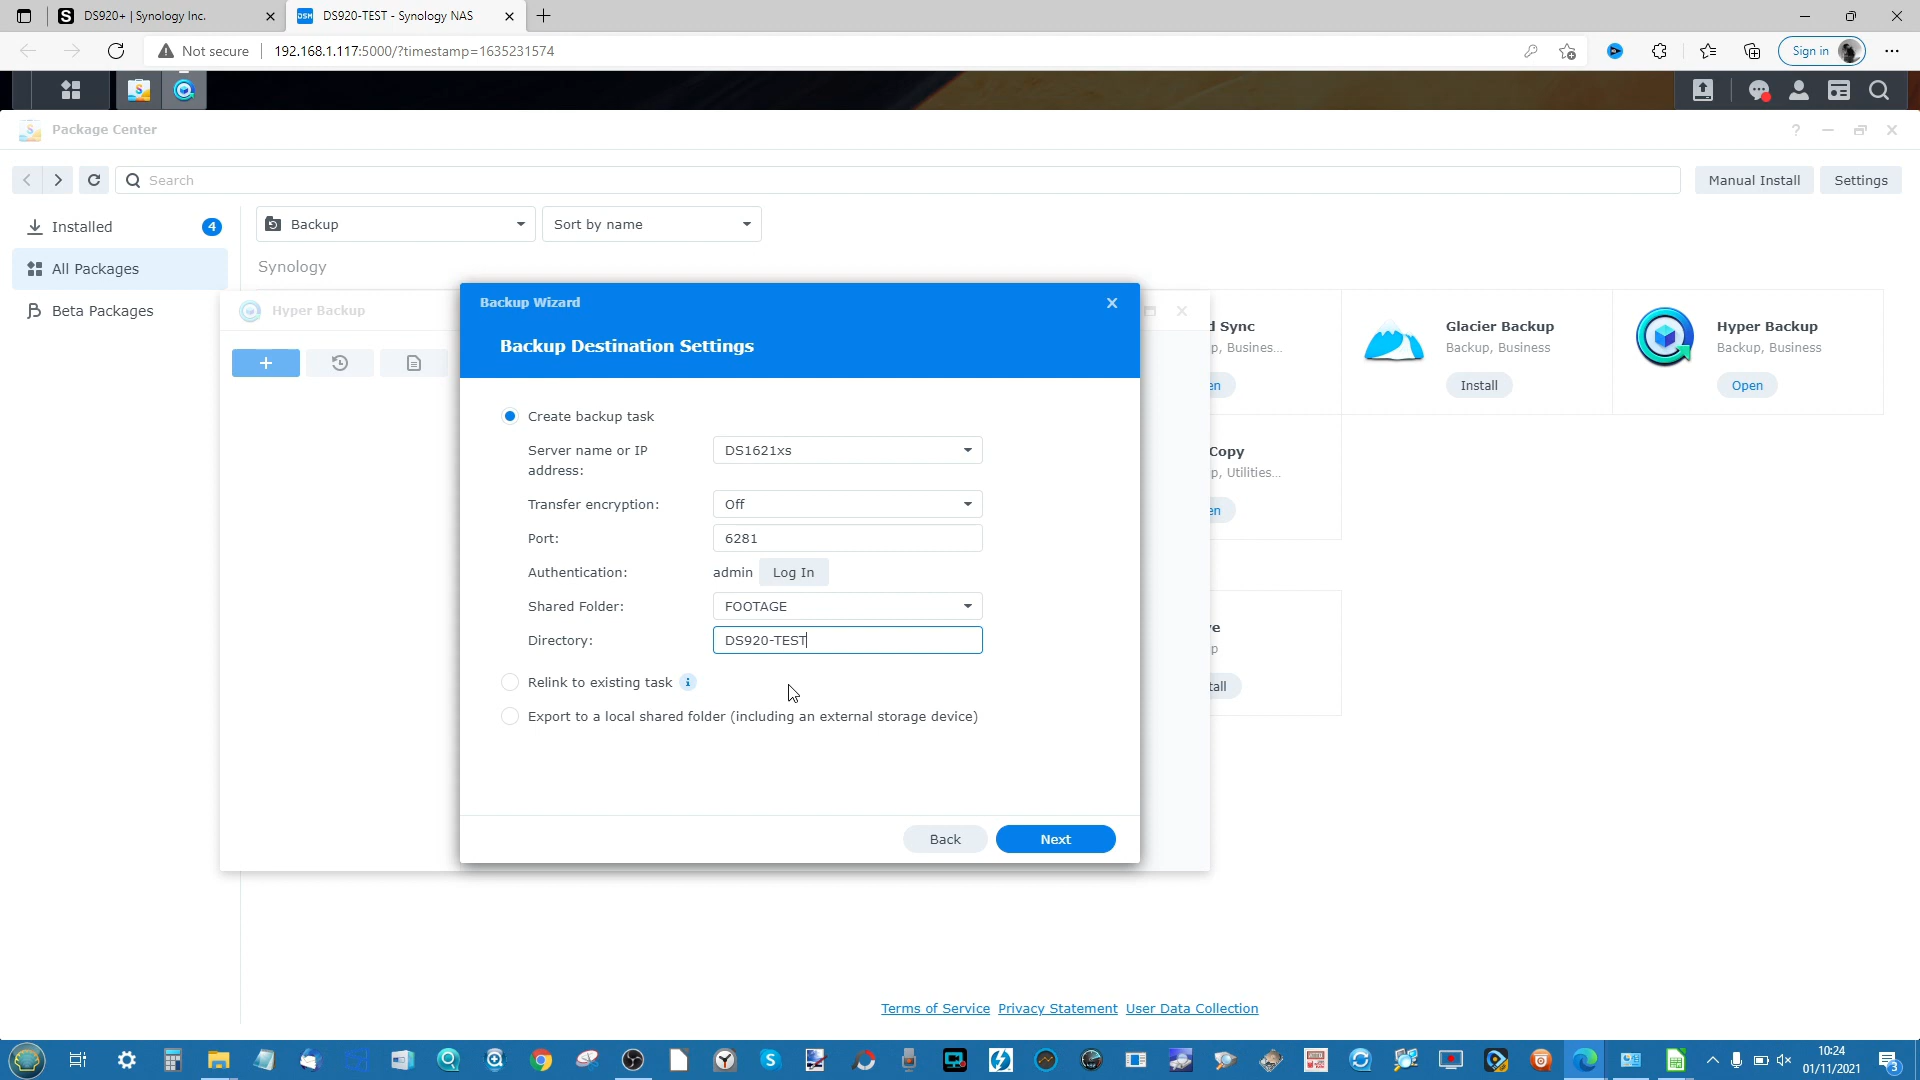 DS920+ | Synology Inc.
DS920-TEST - Synology NAS
Not secure
192.168.1.117:5000/?timestamp=1635231574
Sign in
Package Center
Search
Manual Install
Settings
Installed
4
All Packages
Beta Packages
Backup
Sort by name
Synology
Hyper Backup
Backup Wizard
Backup Destination Settings
Create backup task
Server name or IP
address:
DS1621xs
Transfer encryption:
Off
Port:
6281
Authentication:
admin
Log In
Shared Folder:
FOOTAGE
Directory:
DS920-TEST
Relink to existing task
Export to a local shared folder (including an external storage device)
Back
Next
d Sync
p, Busines...
en
Glacier Backup
Backup, Business
Install
Hyper Backup
Backup, Business
Open
Copy
p, Utilities...
en
ve
p
tall
Terms of Service
Privacy Statement
User Data Collection
10:24
01/11/2021
3